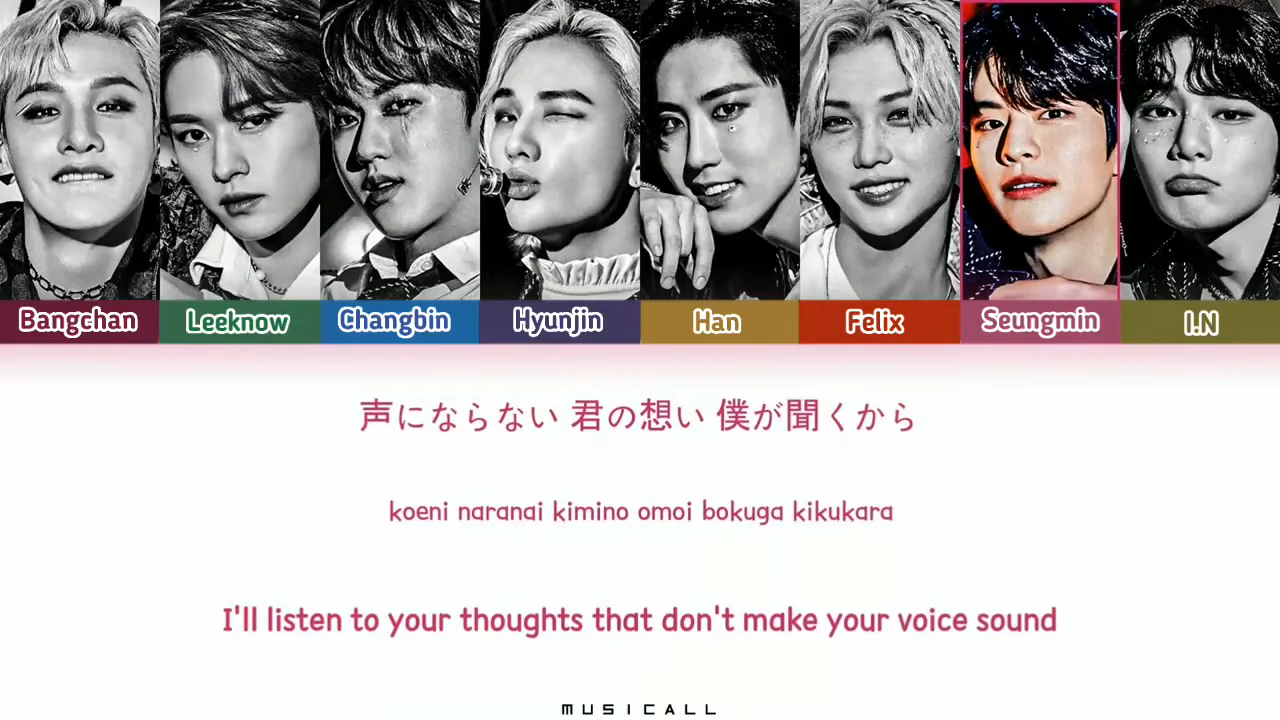 Bangchan Leeknow Changbin Hyunjin Han Felix Seungmin I.N
声にならない 君の想い 僕が聞くから
koeni naranai kimino omoi bokuga kikukara
I'll listen to your thoughts that don't make your voice sound
MUSICALL